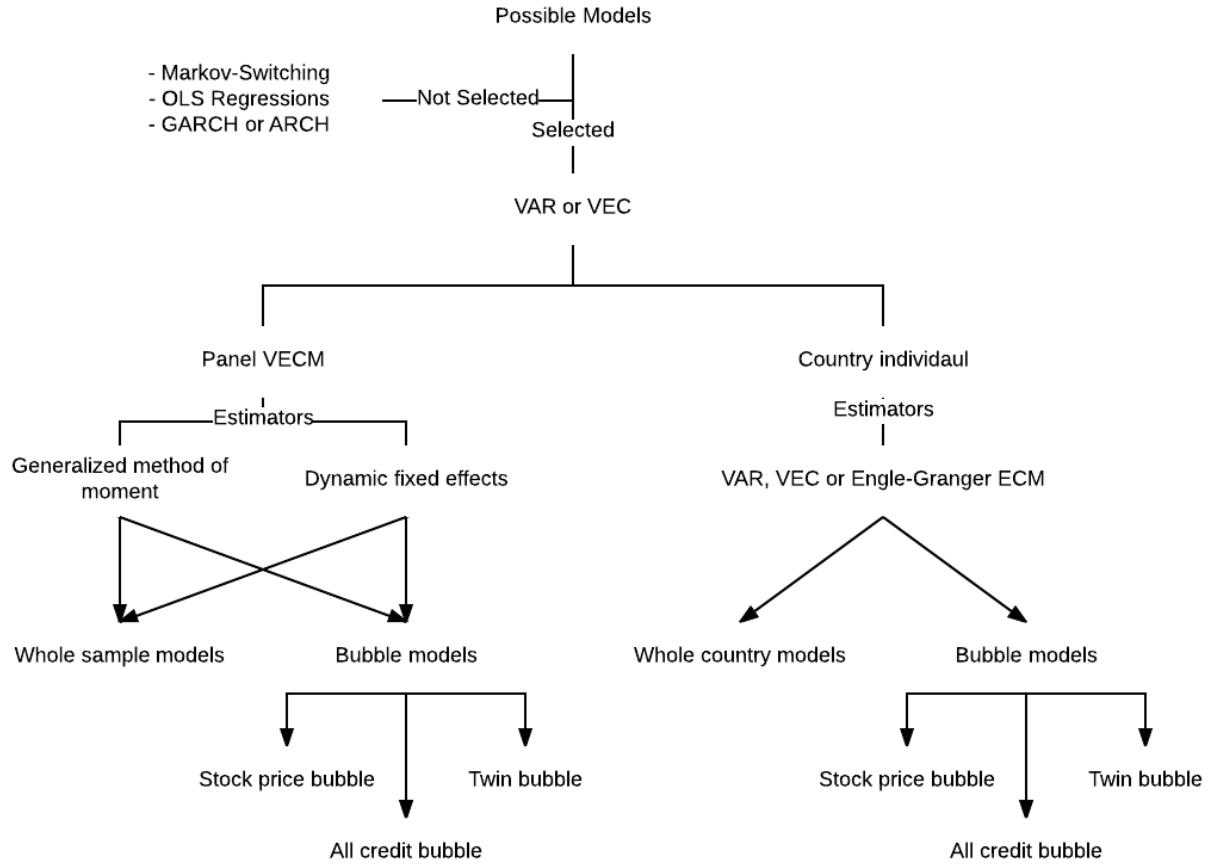 Possible Models
- Markov-Switching
- OLS Regressions
- GARCH or ARCH
Not Selected
Selected
VAR or VEC
Panel VECM
Country individaul
Estimators
Estimators
Generalized method of
moment
Dynamic fixed effects
VAR, VEC or Engle-Granger ECM
Whole sample models
Bubble models
Whole country models
Bubble models
Stock price bubble
Twin bubble
Stock price bubble
Twin bubble
All credit bubble
All credit bubble